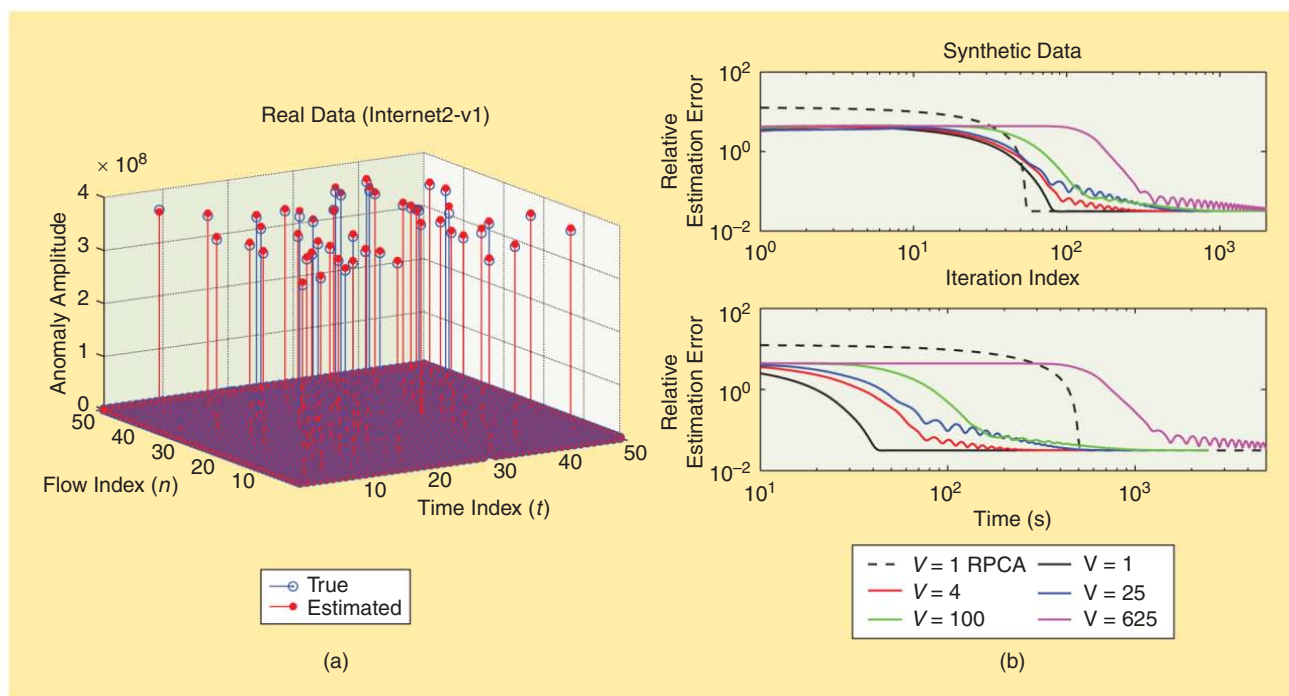 Real Data (Internet2-v1)
× 10^8
4
3
2
1
0
Anomaly Amplitude
50
40
30
20
10
Flow Index (n)
10
20
30
40
50
Time Index (t)
True
Estimated
(a)
Synthetic Data
Relative
Estimation Error
10^2
10^0
10^−2
10^0
10^1
10^2
10^3
Iteration Index
Relative
Estimation Error
10^2
10^0
10^−2
10^1
10^2
10^3
Time (s)
V = 1 RPCA
V = 1
V = 4
V = 25
V = 100
V = 625
(b)